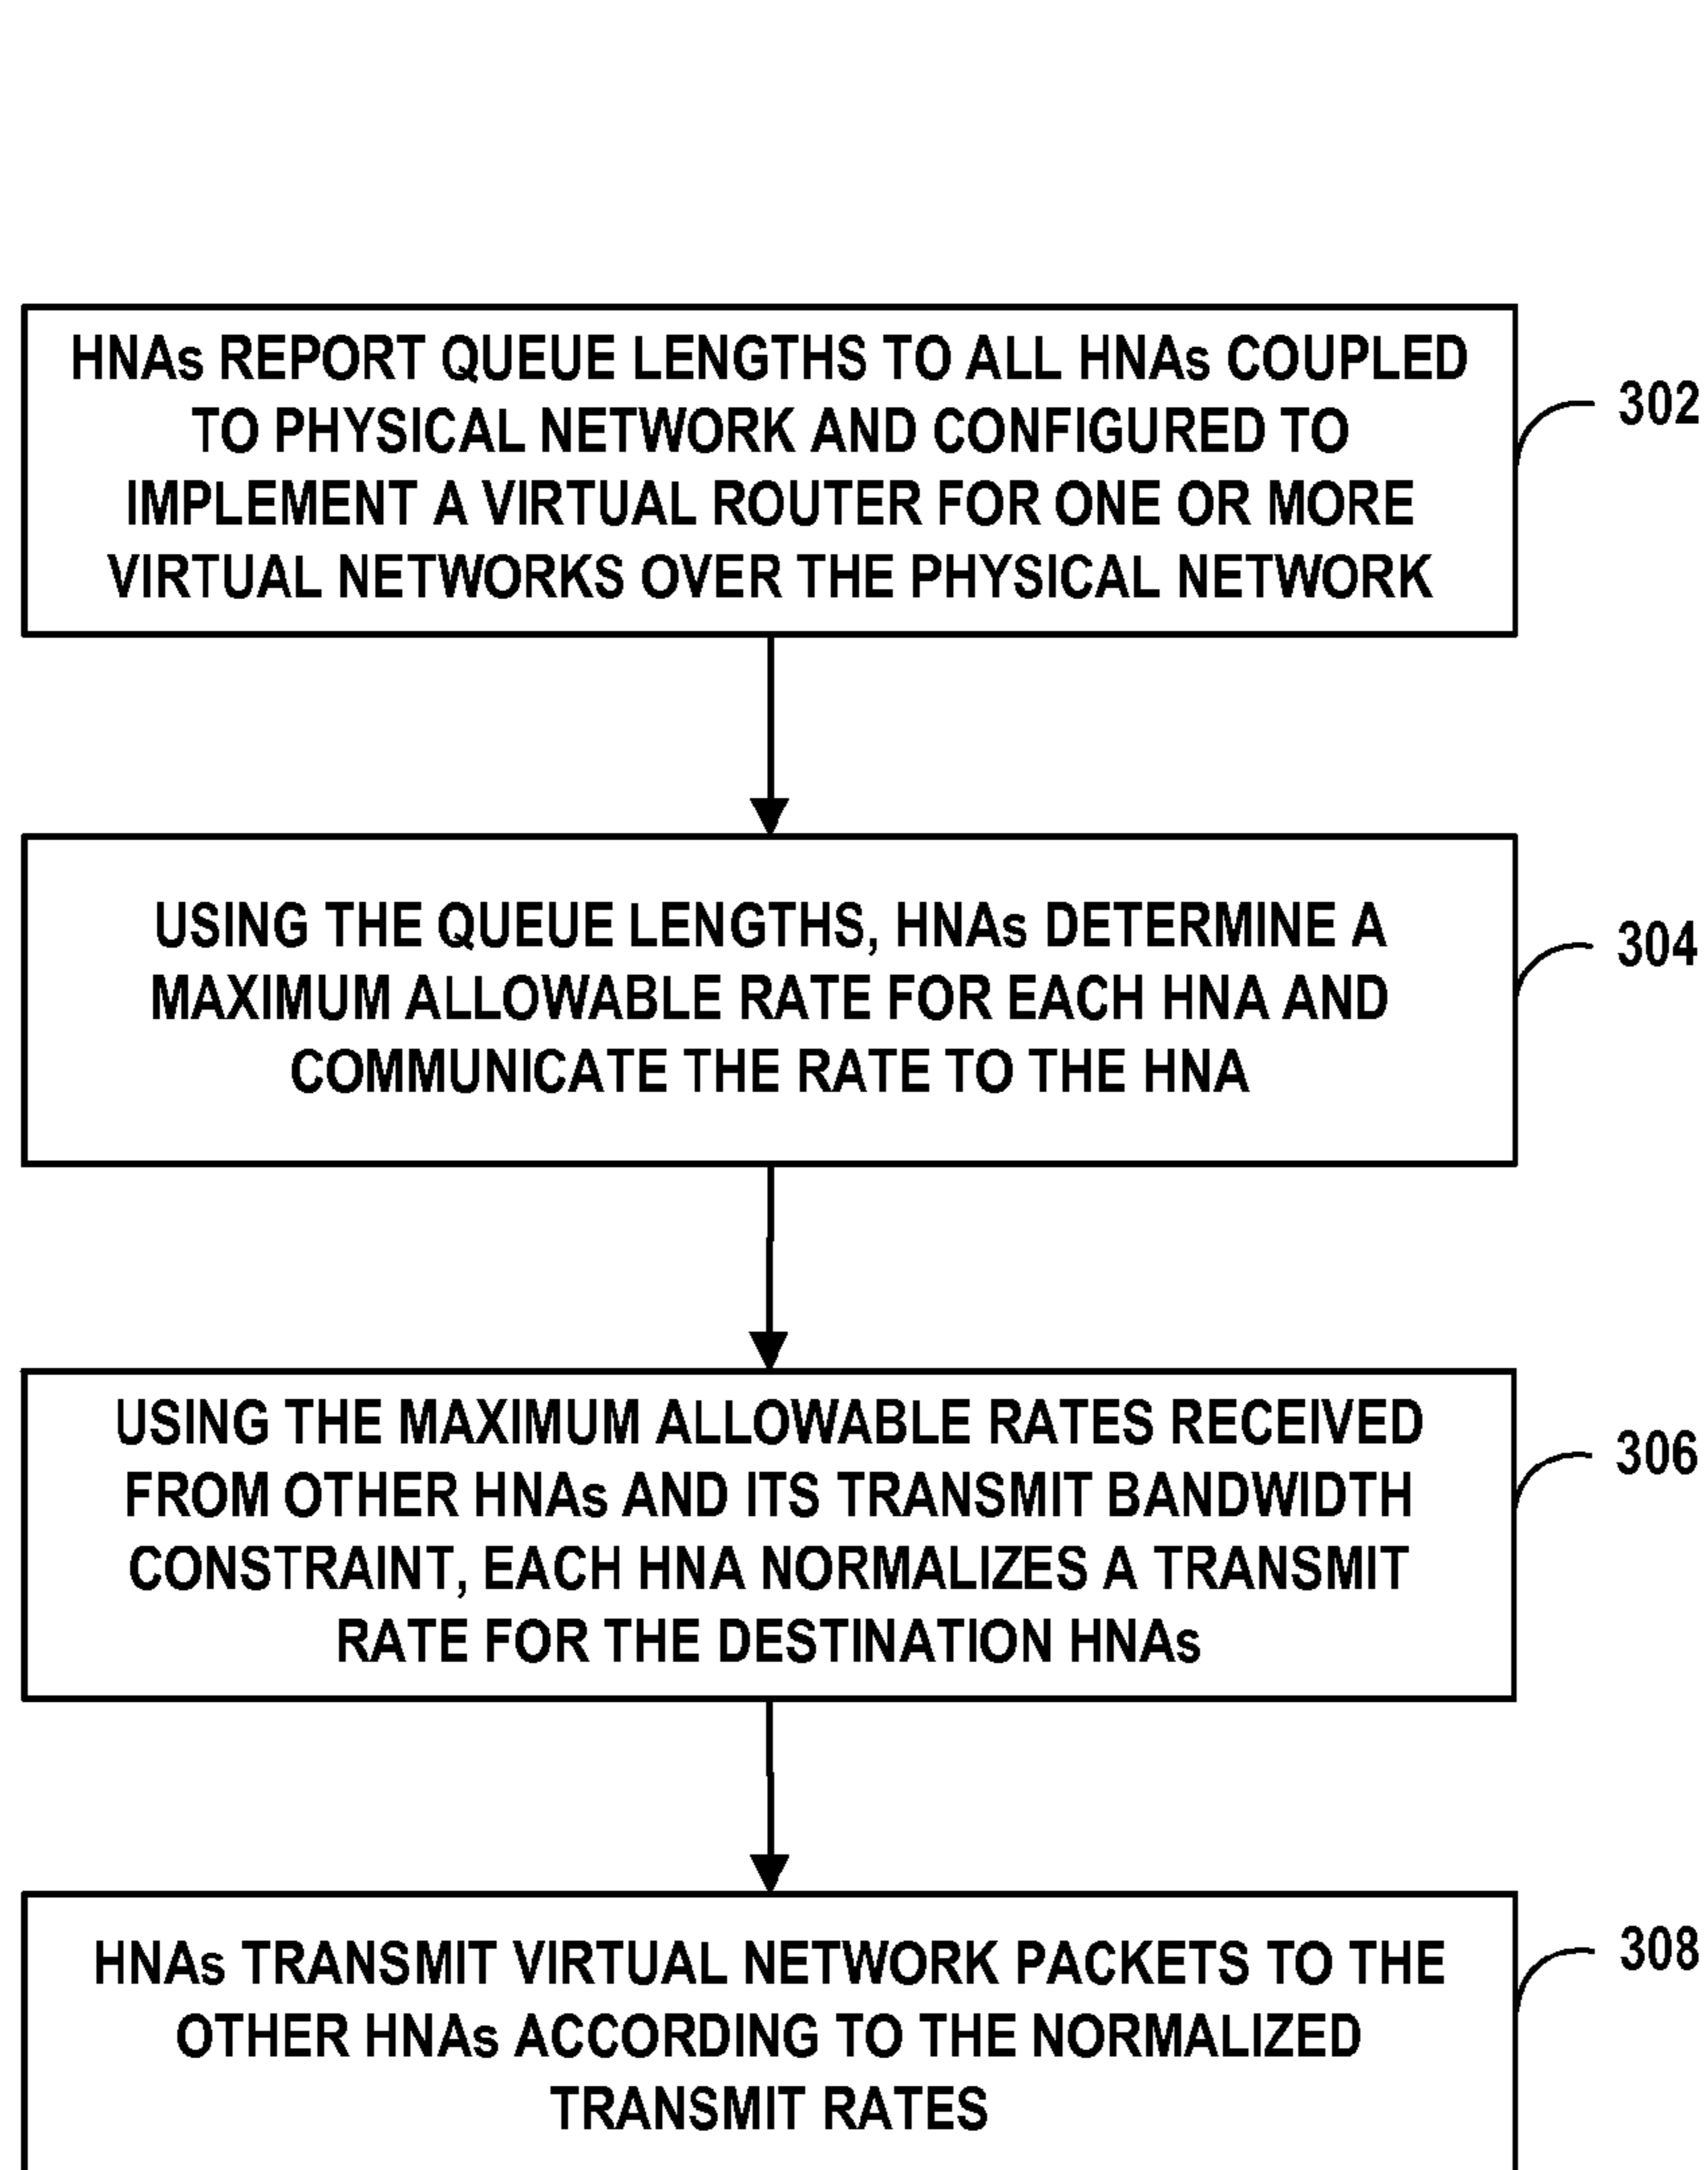 HNAs REPORT QUEUE LENGTHS TO ALL HNAs COUPLED
TO PHYSICAL NETWORK AND CONFIGURED TO
IMPLEMENT A VIRTUAL ROUTER FOR ONE OR MORE
VIRTUAL NETWORKS OVER THE PHYSICAL NETWORK
302
USING THE QUEUE LENGTHS, HNAs DETERMINE A
MAXIMUM ALLOWABLE RATE FOR EACH HNA AND
COMMUNICATE THE RATE TO THE HNA
304
USING THE MAXIMUM ALLOWABLE RATES RECEIVED
FROM OTHER HNAs AND ITS TRANSMIT BANDWIDTH
CONSTRAINT, EACH HNA NORMALIZES A TRANSMIT
RATE FOR THE DESTINATION HNAs
306
HNAs TRANSMIT VIRTUAL NETWORK PACKETS TO THE
OTHER HNAs ACCORDING TO THE NORMALIZED
TRANSMIT RATES
308